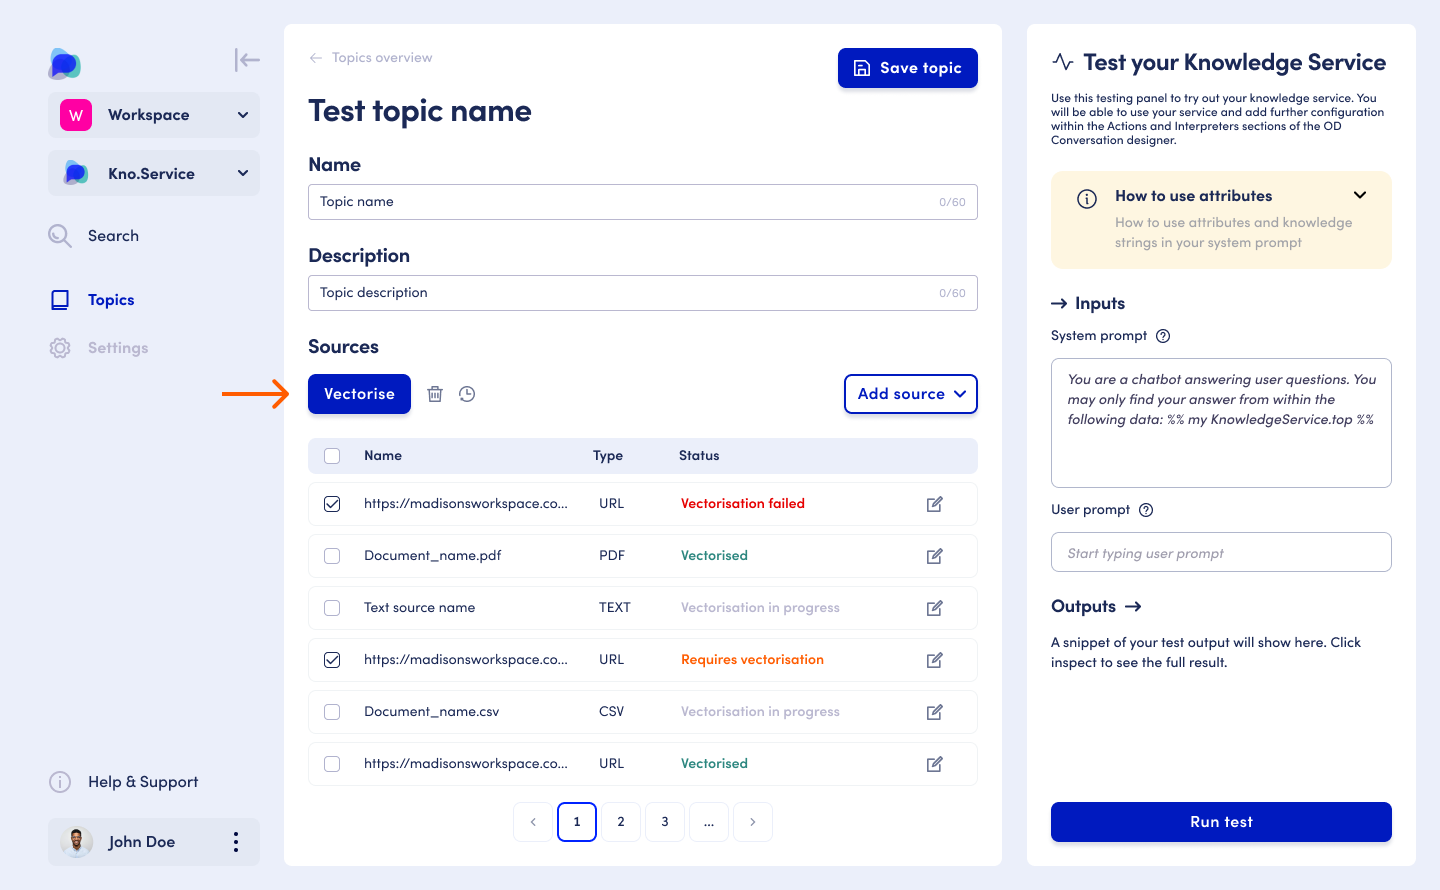 W
Workspace
Kno.Service
Search
Topics
Settings
Help & Support
John Doe
Topics overview
Save topic
Test topic name
Name
Topic name
0/60
Description
Topic description
0/60
Sources
Vectorise
Add source
Name Type Status
https://madisonsworkspace.co... URL Vectorisation failed
Document_name.pdf PDF Vectorised
Text source name TEXT Vectorisation in progress
https://madisonsworkspace.co... URL Requires vectorisation
Document_name.csv CSV Vectorisation in progress
https://madisonsworkspace.co... URL Vectorised
‹ 1 2 3 ... ›
Test your Knowledge Service
Use this testing panel to try out your knowledge service. You
will be able to use your service and add further configuration
within the Actions and Interpreters sections of the OD
Conversation designer.
How to use attributes
How to use attributes and knowledge
strings in your system prompt
Inputs
System prompt
You are a chatbot answering user questions. You
may only find your answer from within the
following data: %% my KnowledgeService.top %%
User prompt
Start typing user prompt
Outputs
A snippet of your test output will show here. Click
inspect to see the full result.
Run test